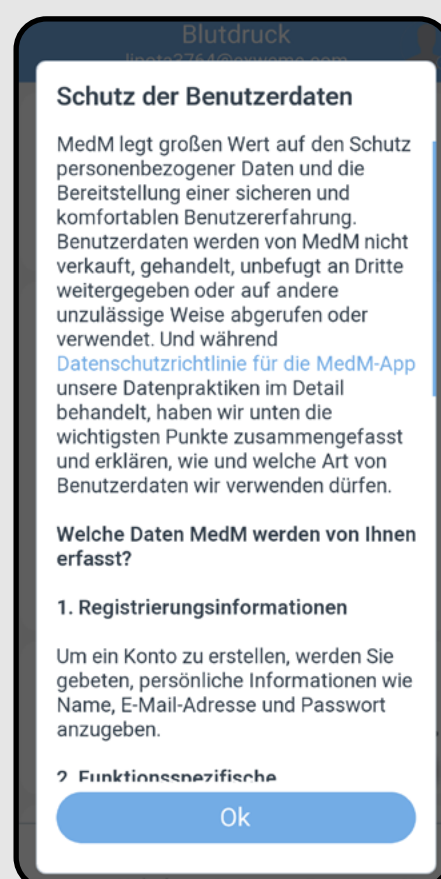 Blutdruck
Schutz der Benutzerdaten
MedM legt großen Wert auf den Schutz
personenbezogener Daten und die
Bereitstellung einer sicheren und
komfortablen Benutzererfahrung.
Benutzerdaten werden von MedM nicht
verkauft, gehandelt, unbefugt an Dritte
weitergegeben oder auf andere
unzulässige Weise abgerufen oder
verwendet. Und während
Datenschutzrichtlinie für die MedM-App
unsere Datenpraktiken im Detail
behandelt, haben wir unten die
wichtigsten Punkte zusammengefasst
und erklären, wie und welche Art von
Benutzerdaten wir verwenden dürfen.
Welche Daten MedM werden von Ihnen
erfasst?
1. Registrierungsinformationen
Um ein Konto zu erstellen, werden Sie
gebeten, persönliche Informationen wie
Name, E-Mail-Adresse und Passwort
anzugeben.
2. Funktionsspezifische
Ok